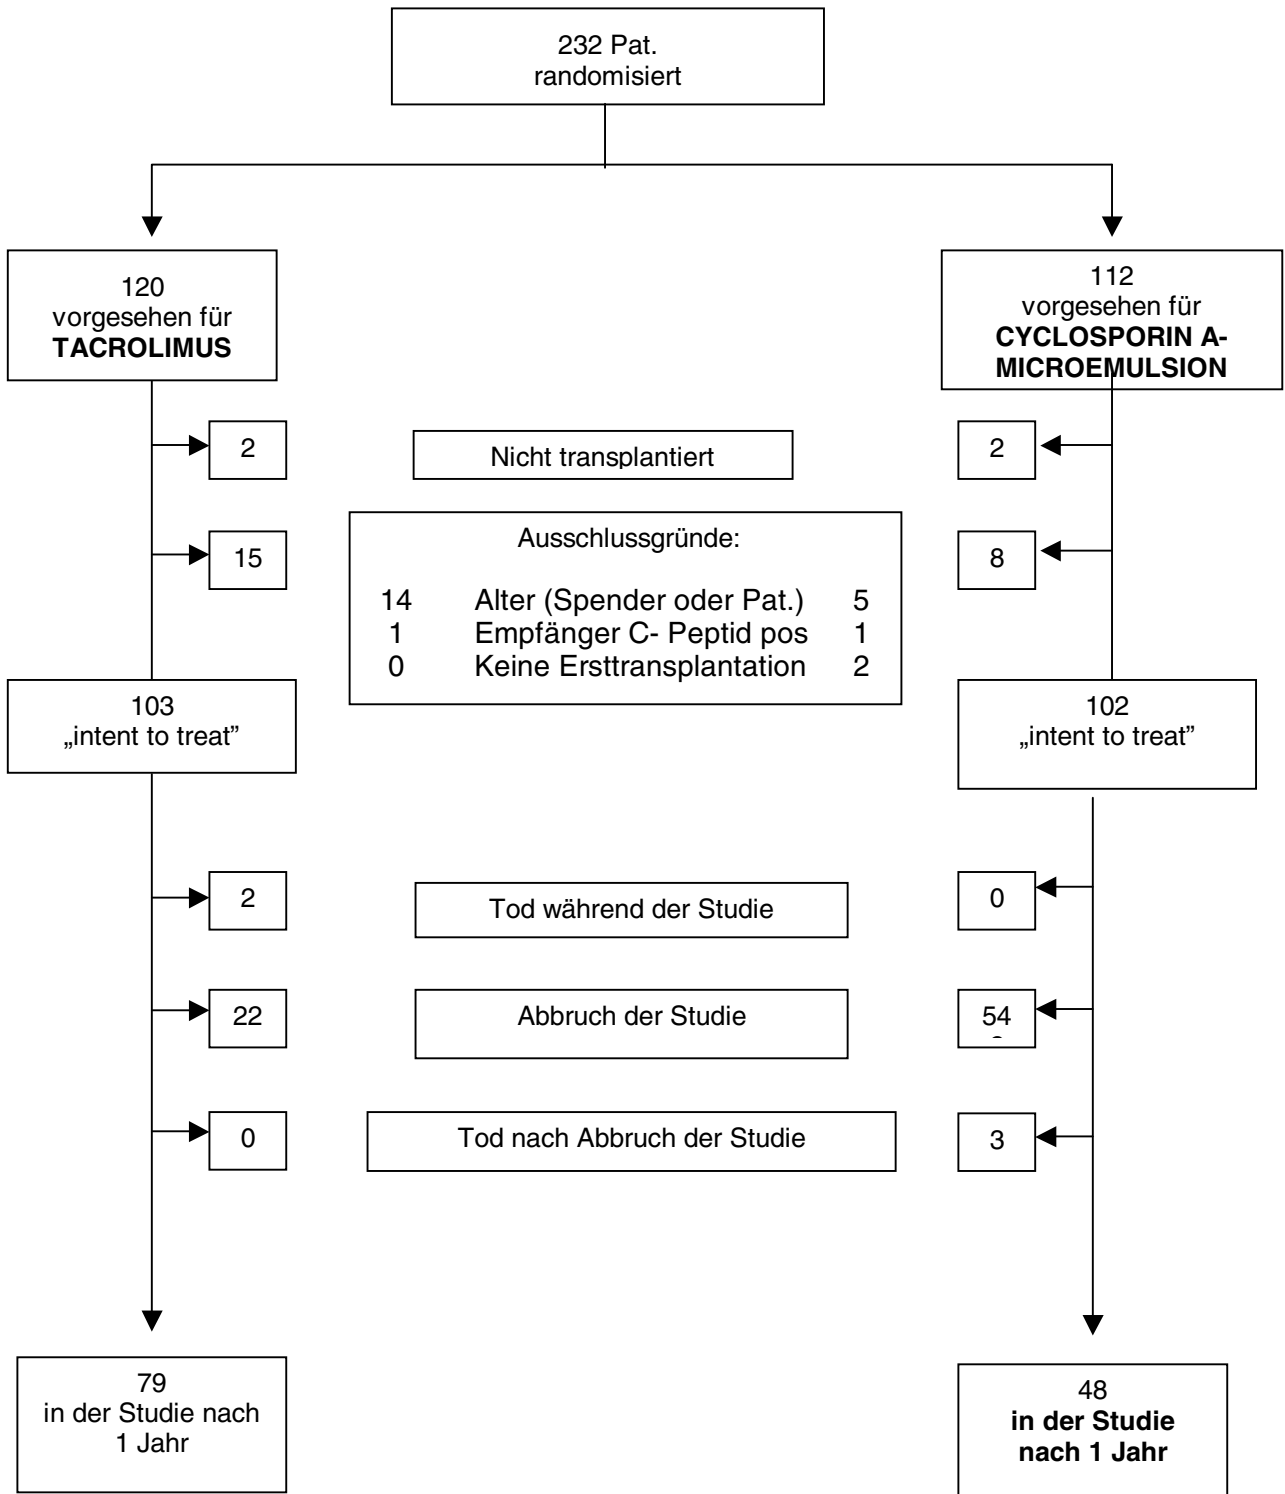 232 Pat.
randomisiert
120
vorgesehen für
TACROLIMUS
112
vorgesehen für
CYCLOSPORIN A-
MICROEMULSION
2
Nicht transplantiert
2
15
Ausschlussgründe:
14 Alter (Spender oder Pat.) 5
1 Empfänger C- Peptid pos 1
0 Keine Ersttransplantation 2
8
103
„intent to treat”
102
„intent to treat”
2
Tod während der Studie
0
22
Abbruch der Studie
54
0
Tod nach Abbruch der Studie
3
79
in der Studie nach
1 Jahr
48
in der Studie
nach 1 Jahr